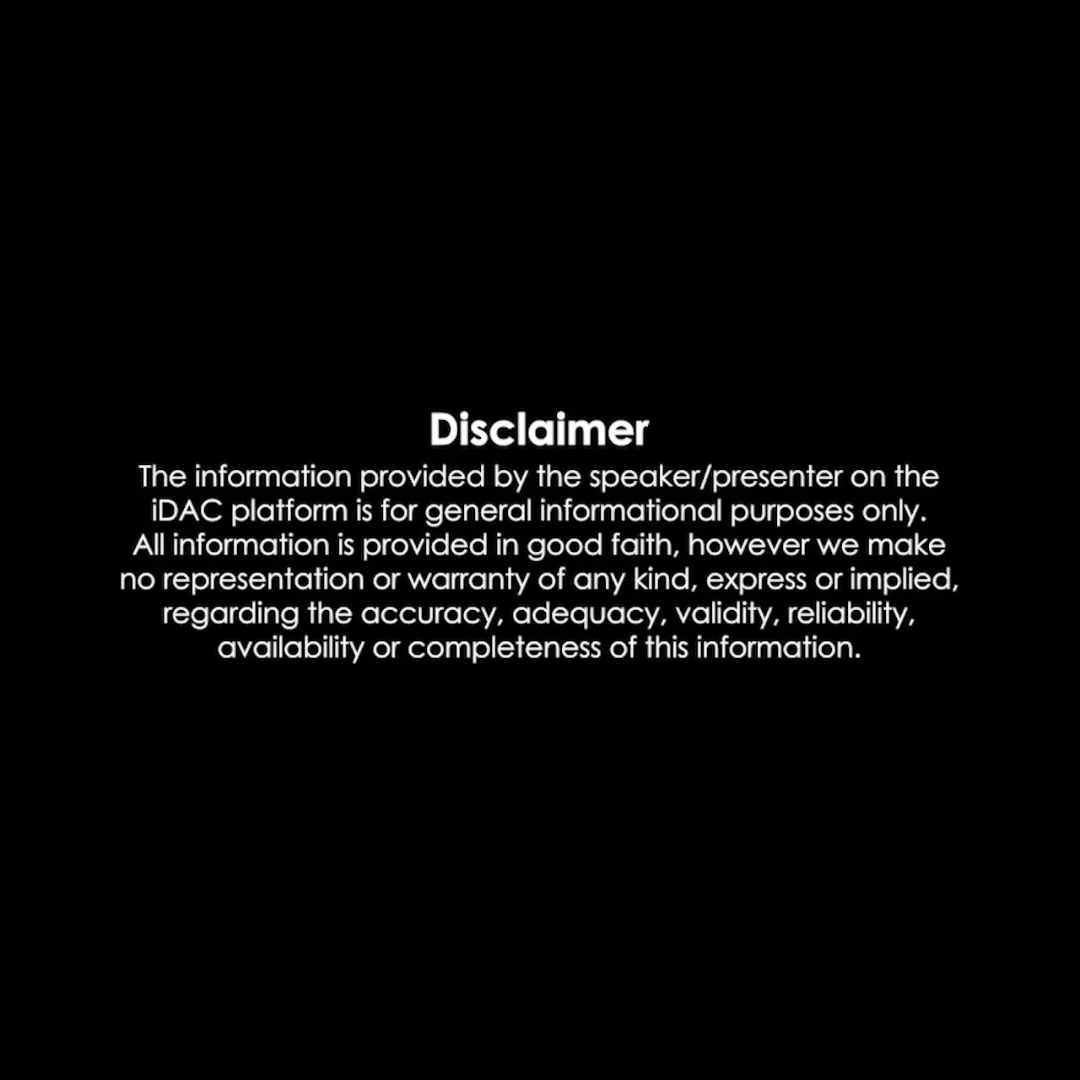 Disclaimer
The information provided by the speaker/presenter on the
iDAC platform is for general informational purposes only.
All information is provided in good faith, however we make
no representation or warranty of any kind, express or implied,
regarding the accuracy, adequacy, validity, reliability,
availability or completeness of this information.